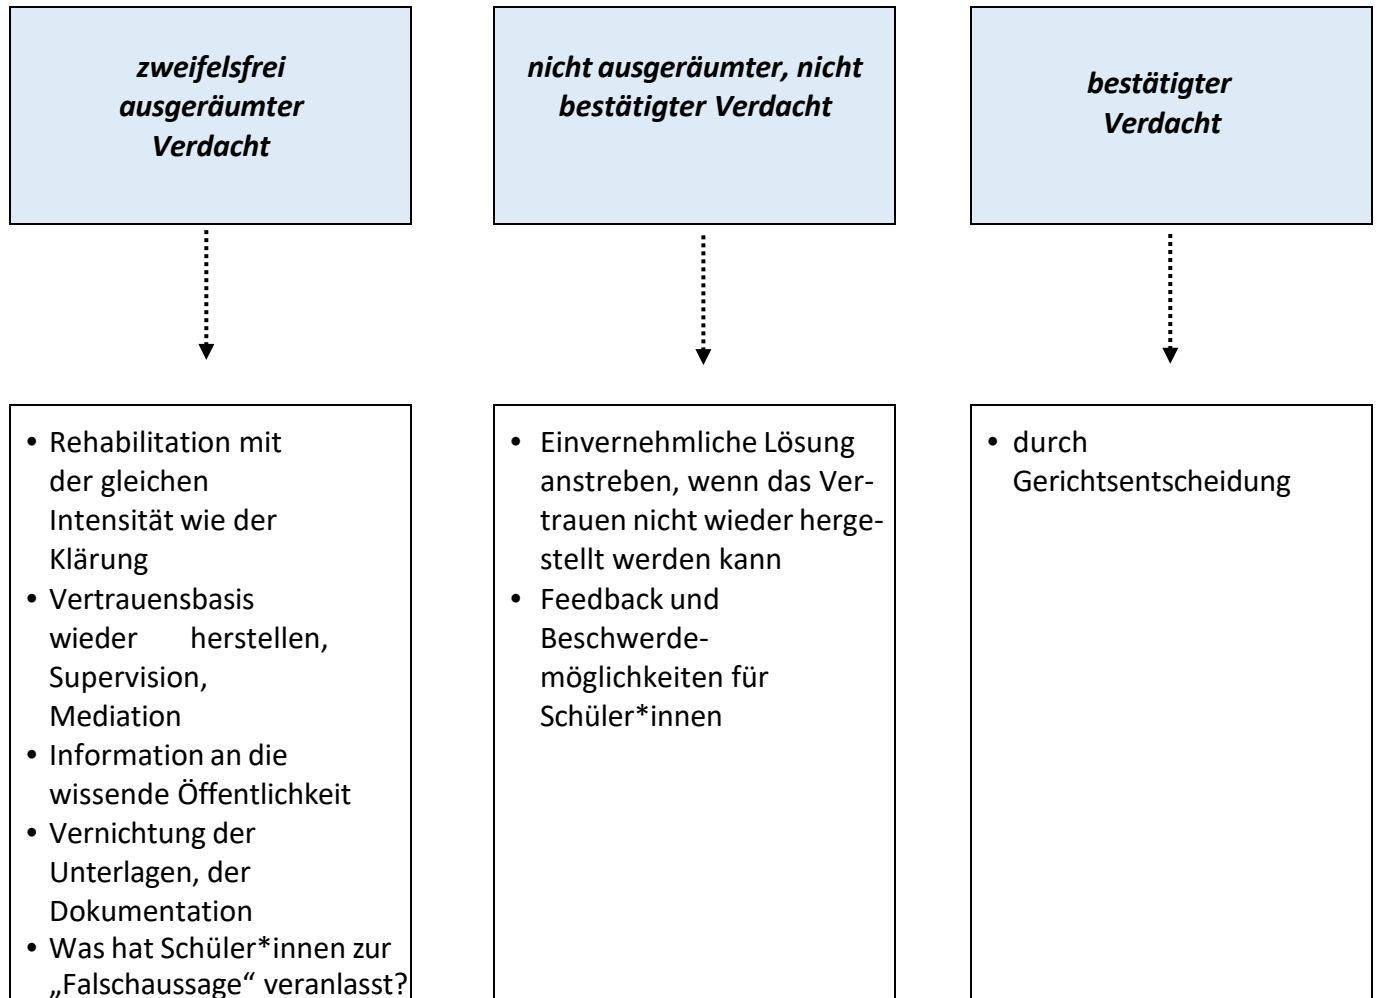 zweifelsfrei
ausgeräumter
Verdacht
nicht ausgeräumter, nicht
bestätigter Verdacht
bestätigter
Verdacht
• Rehabilitation mit
der gleichen
Intensität wie der
Klärung
• Vertrauensbasis
wieder herstellen,
Supervision,
Mediation
• Information an die
wissende Öffentlichkeit
• Vernichtung der
Unterlagen, der
Dokumentation
• Was hat Schüler*innen zur
„Falschaussage“ veranlasst?
• Einvernehmliche Lösung
anstreben, wenn das Ver-
trauen nicht wieder herge-
stellt werden kann
• Feedback und
Beschwerde-
möglichkeiten für
Schüler*innen
• durch
Gerichtsentscheidung